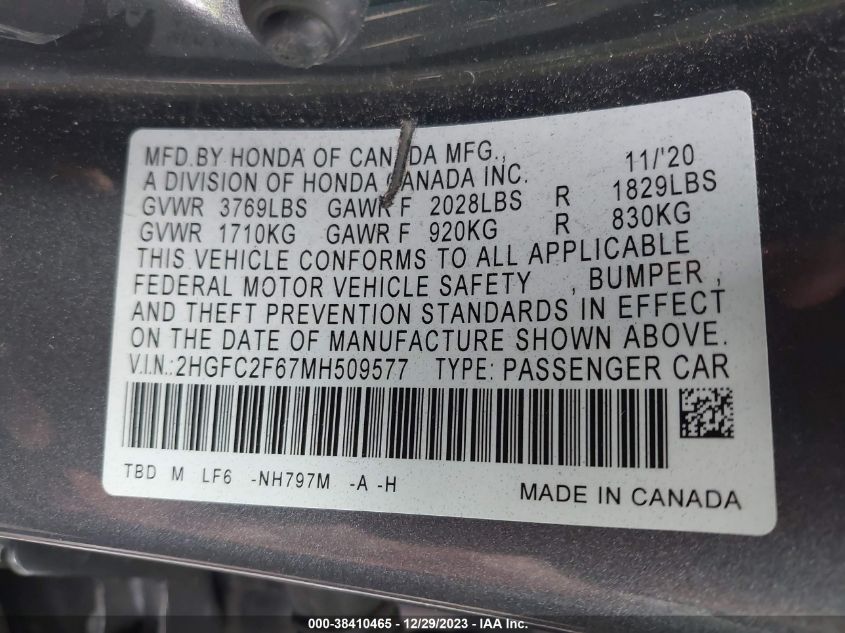 MFD.BY HONDA OF CANADA MFG., 11/'20
A DIVISION OF HONDA CANADA INC.
GVWR 3769LBS GAWR F 2028LBS R 1829LBS
GVWR 1710KG GAWR F 920KG R 830KG
THIS VEHICLE CONFORMS TO ALL APPLICABLE
FEDERAL MOTOR VEHICLE SAFETY , BUMPER ,
AND THEFT PREVENTION STANDARDS IN EFFECT
ON THE DATE OF MANUFACTURE SHOWN ABOVE.
V.I.N.:2HGFC2F67MH509577 TYPE: PASSENGER CAR
TBD M LF6 -NH797M -A -H MADE IN CANADA
000-38410465 - 12/29/2023 - IAA Inc.